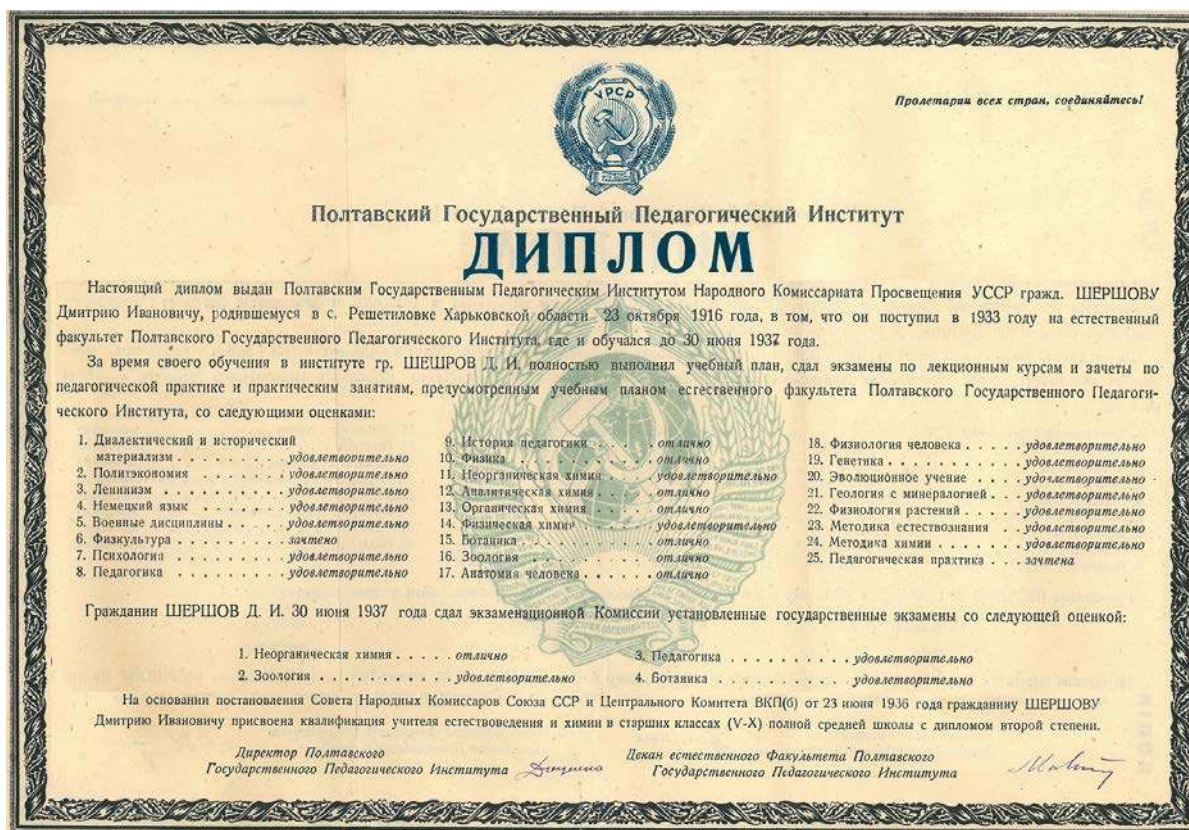 УРСР
Пролетарии всех стран, соединяйтесь!
Полтавский Государственный Педагогический Институт
ДИПЛОМ
Настоящий диплом выдан Полтавским Государственным Педагогическим Институтом Народного Комиссариата Просвещения УССР гражд. ШЕРШОВУ
Дмитрию Ивановичу, родившемуся в с. Решетиловке Харьковской области 23 октября 1916 года, в том, что он поступил в 1933 году на естественный
факультет Полтавского Государственного Педагогического Института, где и обучался до 30 июня 1937 года.
За время своего обучения в институте гр. ШЕШРОВ Д. И. полностью выполнил учебный план, сдал экзамены по лекционным курсам и зачеты по
педагогической практике и практическим занятиям, предусмотренным учебным планом естественного факультета Полтавского Государственного Педагоги-
ческого Института, со следующими оценками:
1. Диалектический и исторический
материализм . . . . . . . . . удовлетворительно
2. Политэкономия . . . . . . удовлетворительно
3. Ленинизм . . . . . . . . . удовлетворительно
4. Немецкий язык . . . . . . удовлетворительно
5. Военные дисциплины . . . . удовлетворительно
6. Физкультура . . . . . . . . зачтено
7. Психология . . . . . . . . удовлетворительно
8. Педагогика . . . . . . . . удовлетворительно
9. История педагогики . . . . . отлично
10. Физика . . . . . . . . . . отлично
11. Неорганическая химия . . удовлетворительно
12. Аналитическая химия . . . отлично
13. Органическая химия . . . . отлично
14. Физическая химия . . . . удовлетворительно
15. Ботаника . . . . . . . . . отлично
16. Зоология . . . . . . . . . отлично
17. Анатомия человека . . . . . отлично
18. Физиология человека . . . . удовлетворительно
19. Генетика . . . . . . . . . удовлетворительно
20. Эволюционное учение . . . удовлетворительно
21. Геология с минералогией . . удовлетворительно
22. Физиология растений . . . удовлетворительно
23. Методика естествознания . . удовлетворительно
24. Методика химии . . . . . . удовлетворительно
25. Педагогическая практика . . . зачтена
Гражданин ШЕРШОВ Д. И. 30 июня 1937 года сдал экзаменационной Комиссии установленные государственные экзамены со следующей оценкой:
1. Неорганическая химия . . . . . отлично
2. Зоология . . . . . . . . . . . удовлетворительно
3. Педагогика . . . . . . . . . удовлетворительно
4. Ботаника . . . . . . . . . . удовлетворительно
На основании постановления Совета Народных Комиссаров Союза ССР и Центрального Комитета ВКП(б) от 23 июня 1936 года гражданину ШЕРШОВУ
Дмитрию Ивановичу присвоена квалификация учителя естествоведения и химии в старших классах (V-X) полной средней школы с дипломом второй степени.
Директор Полтавского
Государственного Педагогического Института
Декан естественного Факультета Полтавского
Государственного Педагогического Института